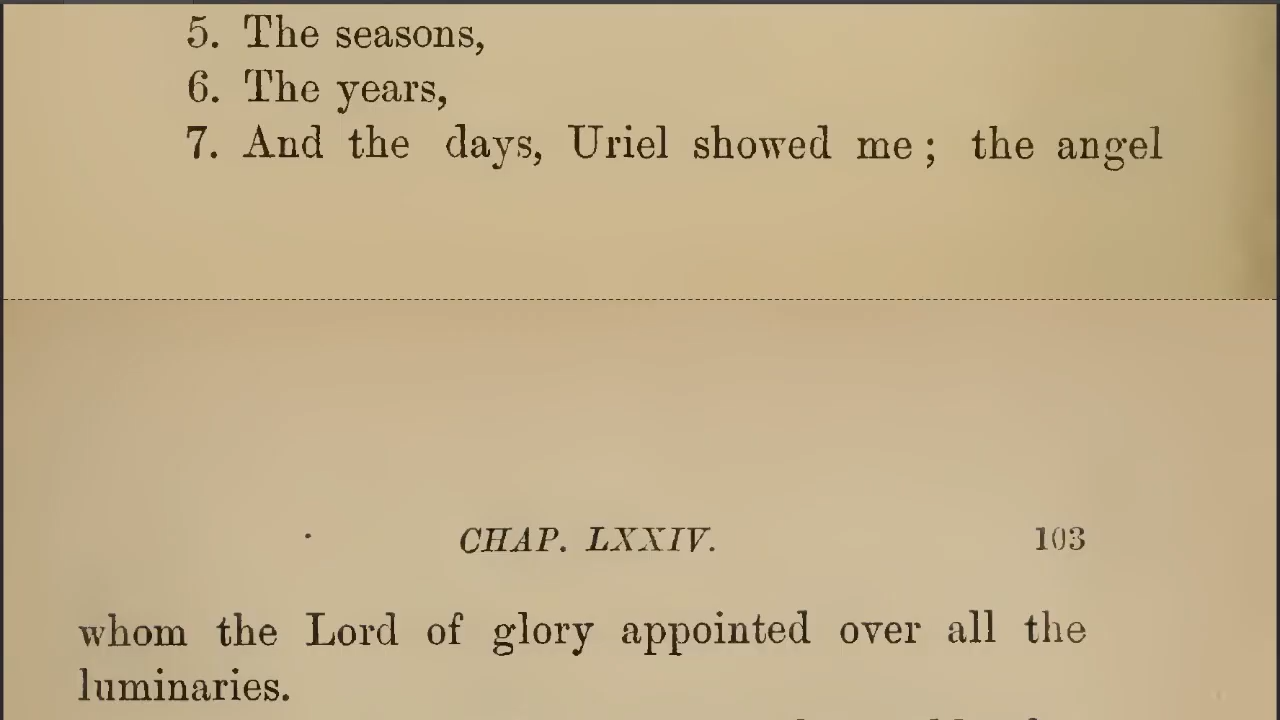 5. The seasons,
6. The years,
7. And the days, Uriel showed me; the angel
CHAP. LXXIV. 103
whom the Lord of glory appointed over all the
luminaries.